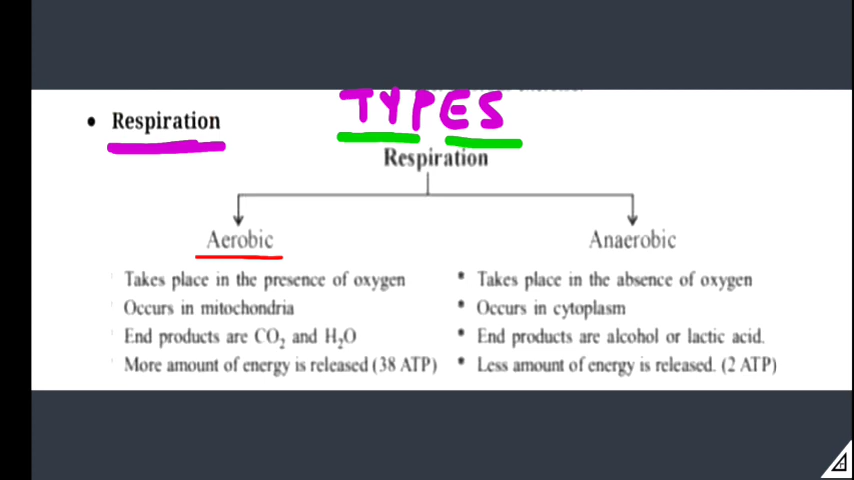 TYPES
• Respiration
Respiration
Aerobic
Anaerobic
Takes place in the presence of oxygen
Occurs in mitochondria
End products are CO₂ and H₂O
More amount of energy is released (38 ATP)
* Takes place in the absence of oxygen
* Occurs in cytoplasm
* End products are alcohol or lactic acid.
* Less amount of energy is released. (2 ATP)